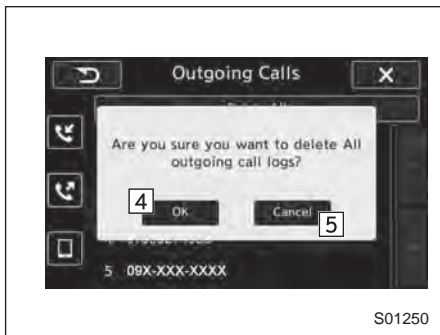 Outgoing Calls
X
Are you sure you want to delete All
outgoing call logs?
4
OK
Cancel
5
5 09X-XXX-XXXX
S01250